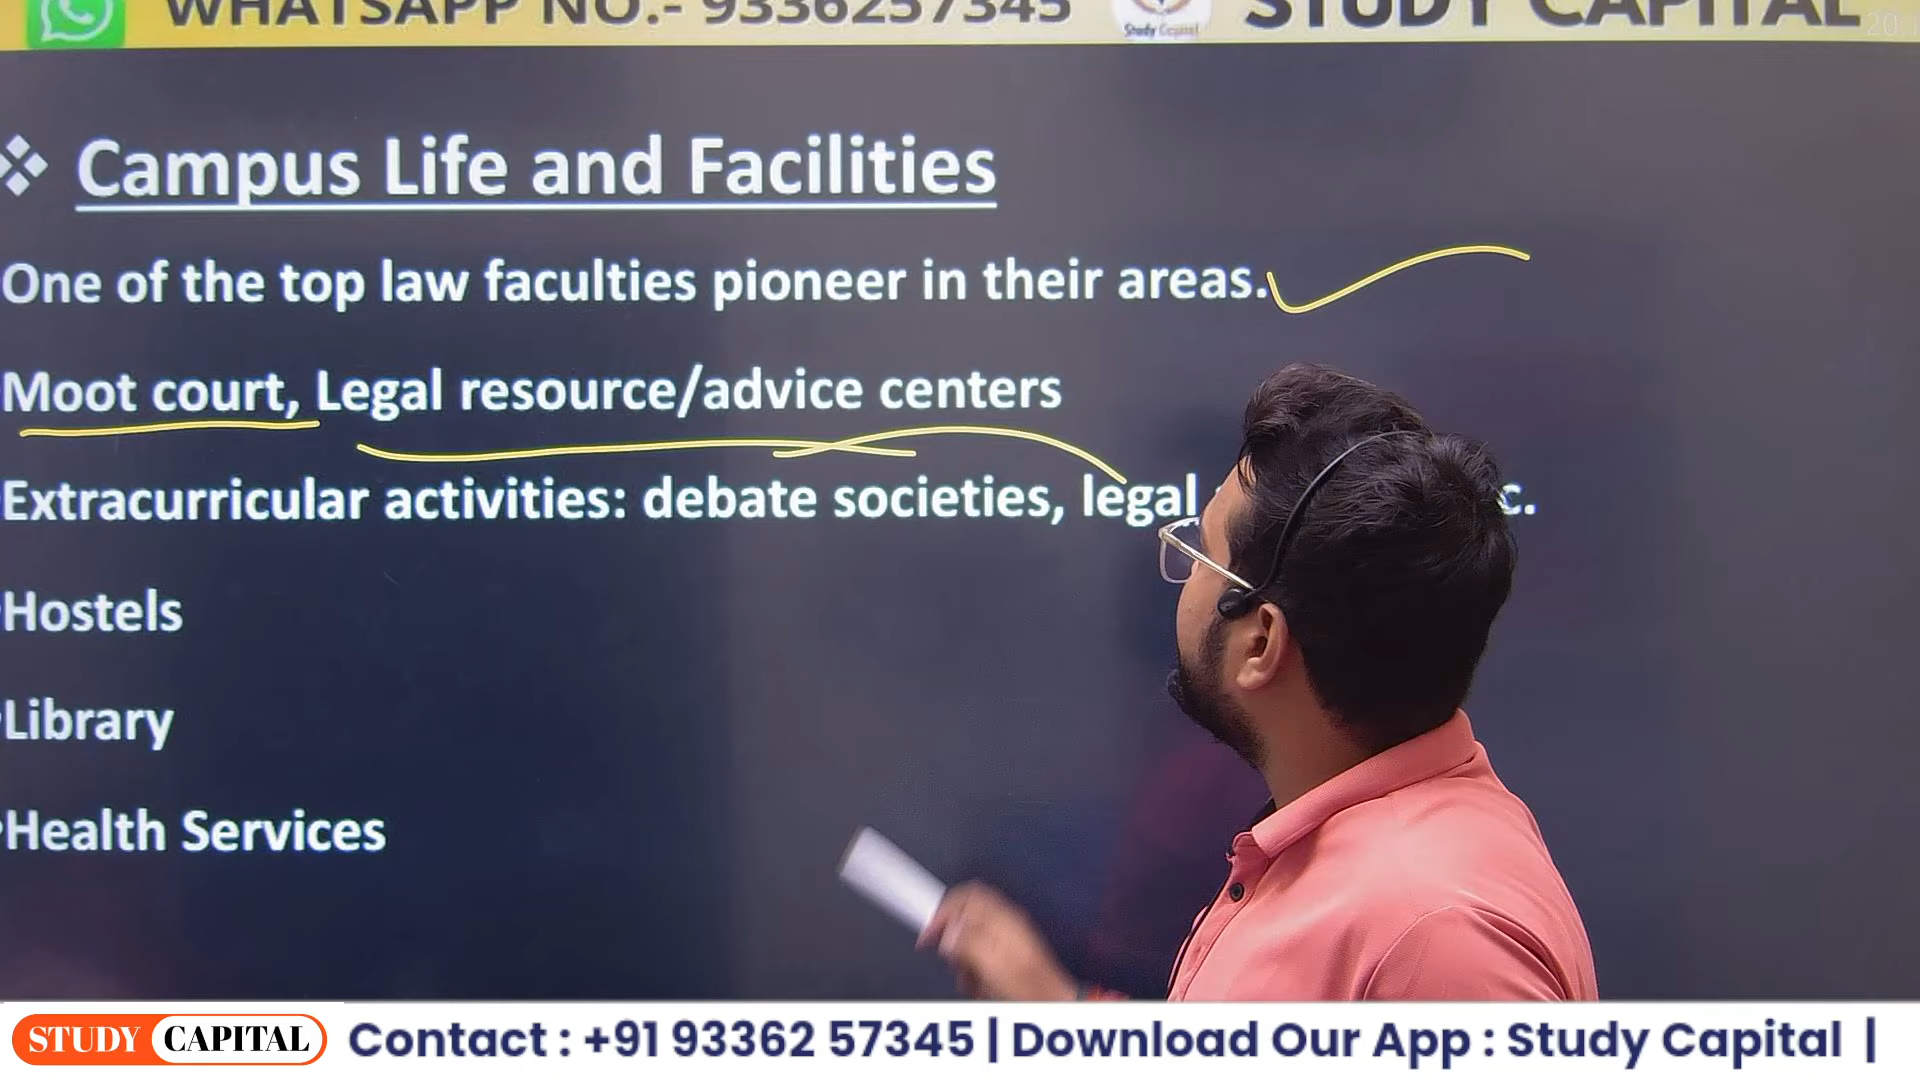 WHATSAPP NO.- 9336257345
Study Capital
STUDY CAPITAL
Campus Life and Facilities
One of the top law faculties pioneer in their areas.
Moot court, Legal resource/advice centers
Extracurricular activities: debate societies, legal c.
Hostels
Library
Health Services
STUDY CAPITAL
Contact : +91 93362 57345 | Download Our App : Study Capital |